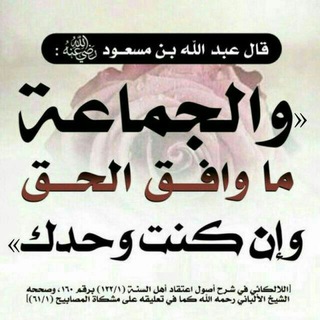 قال عبد الله بن مسعود رضي الله عنه :
«والجماعة
ما وافق الحق
وإن كنت وحدك»
[اللالكائي في شرح أصول اعتقاد أهل السنة (١٢٢/١) برقم ١٦٠، وصححه
الشيخ الألباني رحمه الله كما في تعليقه على مشكاة المصابيح (٦١/١)]